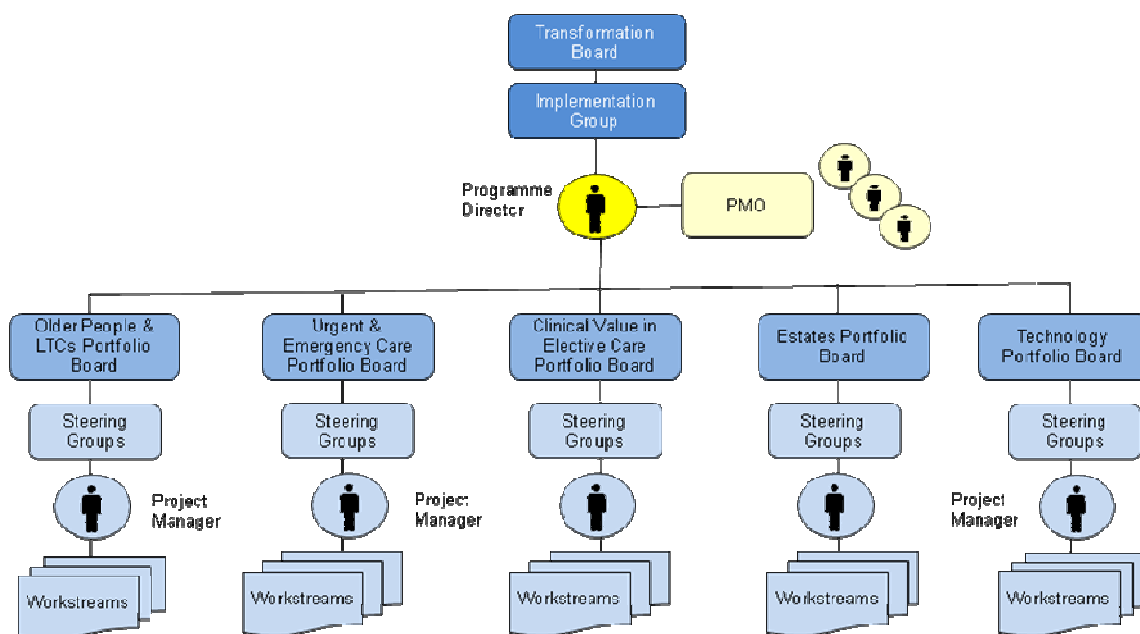 Transformation
Board
Implementation
Group
Programme
Director
PMO
Older People &
LTCs Portfolio
Board
Urgent &
Emergency Care
Portfolio Board
Clinical Value in
Elective Care
Portfolio Board
Estates Portfolio
Board
Technology
Portfolio Board
Steering
Groups
Steering
Groups
Steering
Groups
Steering
Groups
Steering
Groups
Project
Manager
Project
Manager
Project
Manager
Workstreams
Workstreams
Workstreams
Workstreams
Workstreams